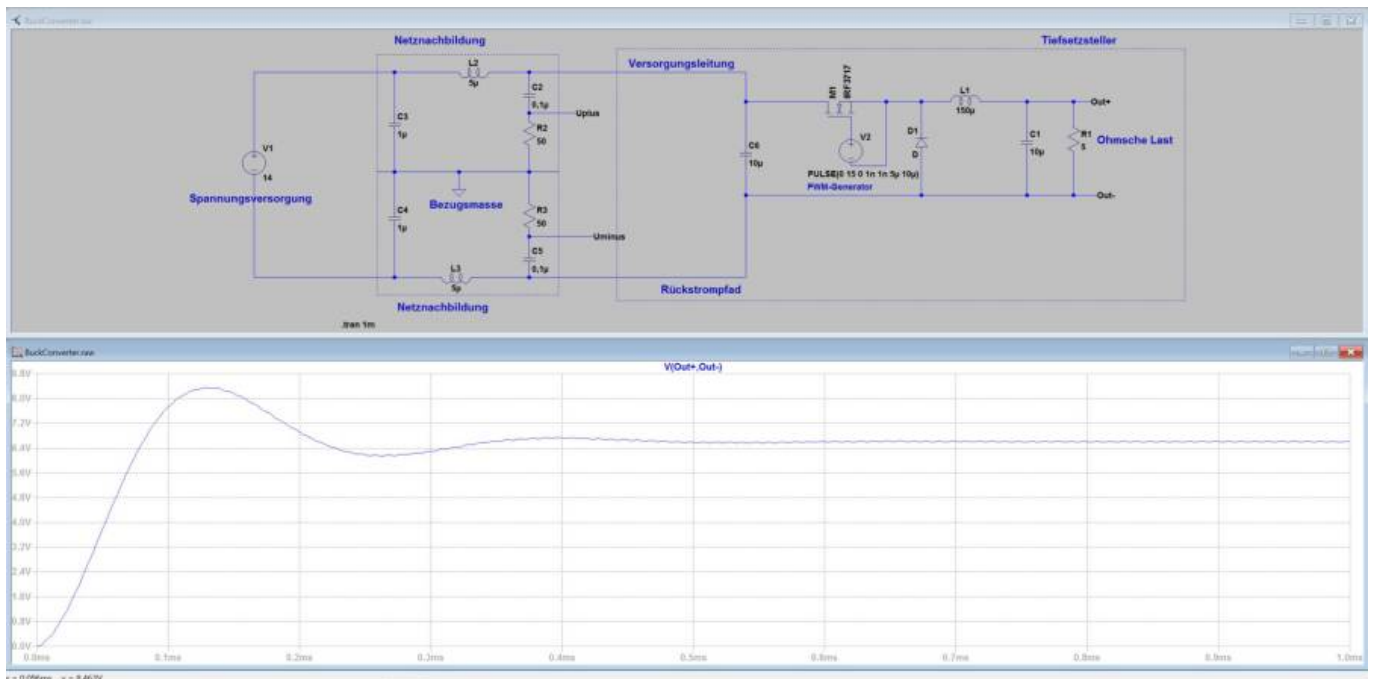 BuckConverter.raw
Netznachbildung
Tiefsetzsteller
L2
5µ
Versorgungsleitung
C2
0,1µ
Uplus
R2
50
C3
1µ
V1
14
Spannungsversorgung
Bezugsmasse
C4
1µ
R3
50
Uminus
C5
0,1µ
L3
5µ
Netznachbildung
Rückstrompfad
.tran 1m
C6
10µ
M1
IRF3717
V2
PULSE(0 15 0 1n 1n 5µ 10µ)
PWM-Generator
D1
D
L1
150µ
C1
10µ
Out+
R1
5
Ohmsche Last
Out-
BuckConverter.raw
V(Out+,Out-)
8.8V
8.0V
7.2V
6.4V
5.6V
4.8V
4.0V
3.2V
2.4V
1.6V
0.8V
0.0V
0.0ms 0.1ms 0.2ms 0.3ms 0.4ms 0.5ms 0.6ms 0.7ms 0.8ms 0.9ms 1.0ms